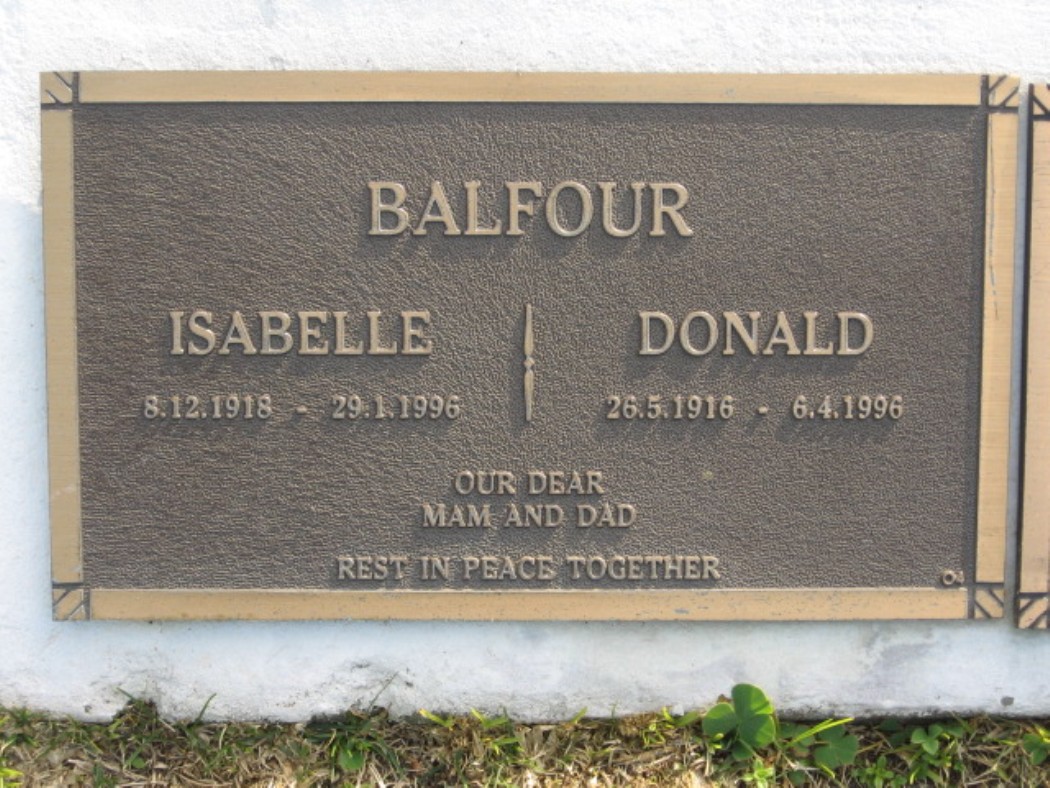 BALFOUR
ISABELLE DONALD
8.12.1918 - 29.1.1996 26.5.1916 - 6.4.1996
OUR DEAR
MAM AND DAD
REST IN PEACE TOGETHER